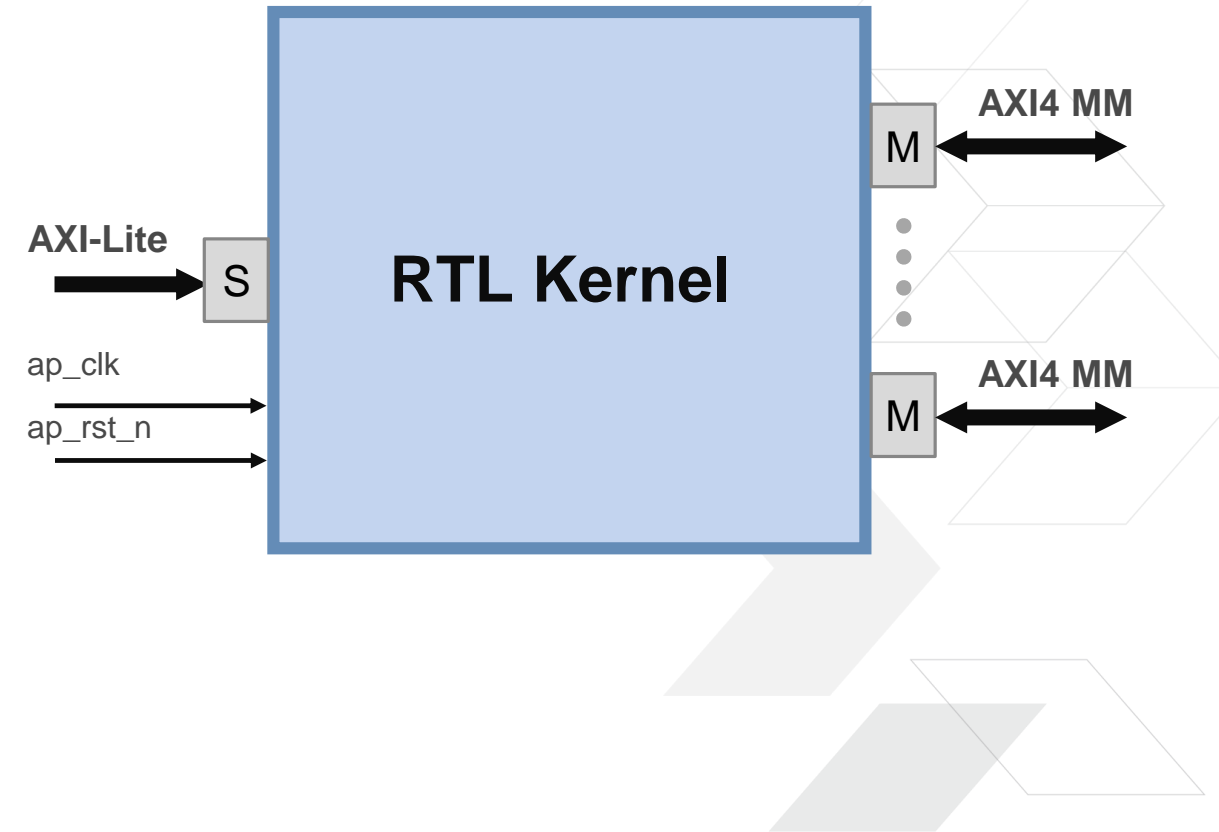 AXI4 MM
M
AXI-Lite
S
RTL Kernel
ap_clk
ap_rst_n
AXI4 MM
M